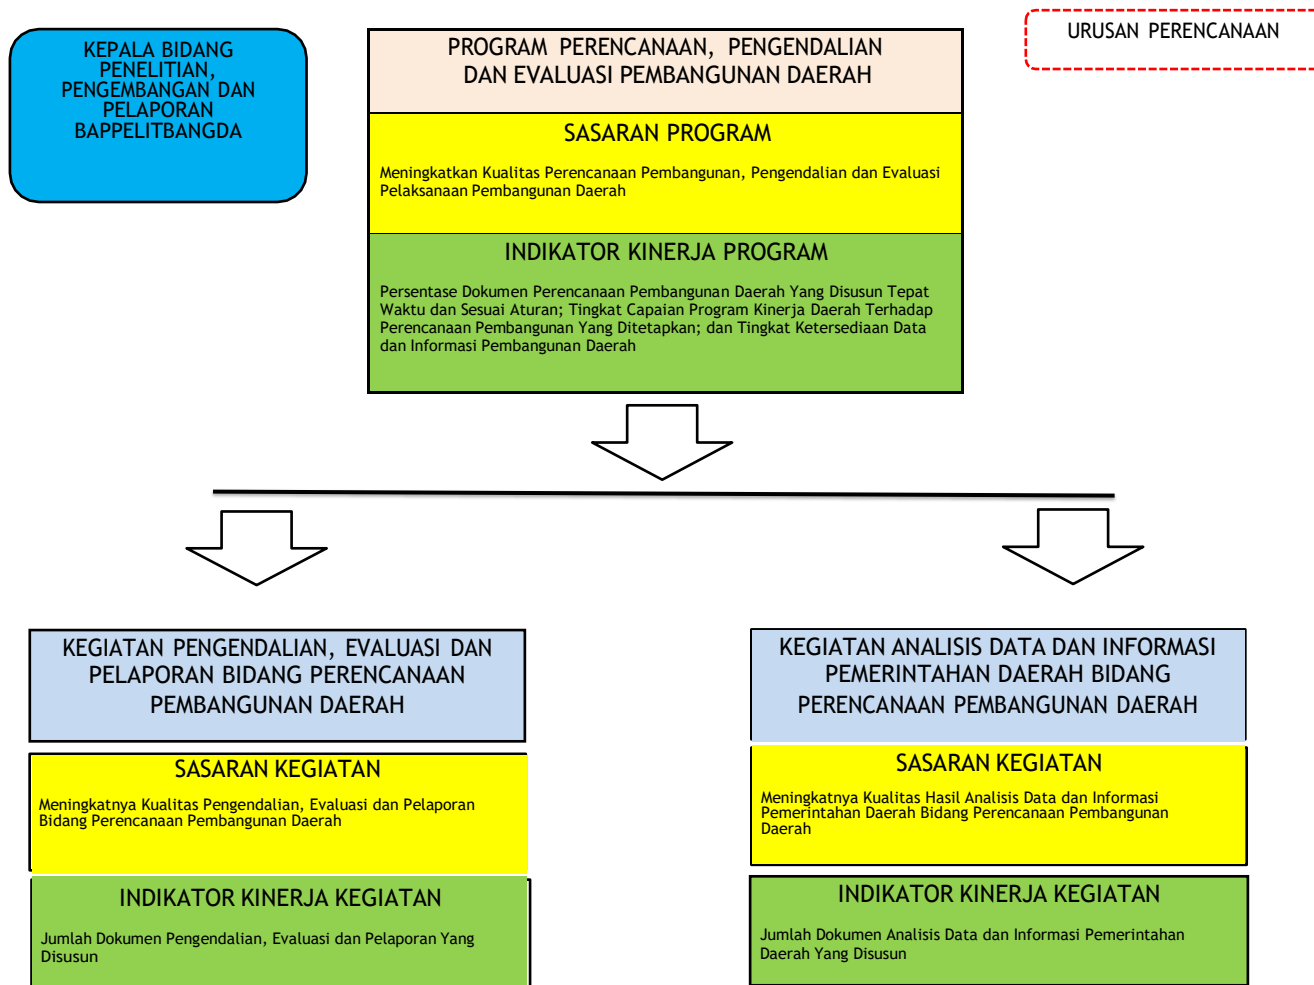 KEPALA BIDANG
PENELITIAN,
PENGEMBANGAN DAN
PELAPORAN
BAPPELITBANGDA
PROGRAM PERENCANAAN, PENGENDALIAN
DAN EVALUASI PEMBANGUNAN DAERAH
URUSAN PERENCANAAN
SASARAN PROGRAM
Meningkatkan Kualitas Perencanaan Pembangunan, Pengendalian dan Evaluasi
Pelaksanaan Pembangunan Daerah
INDIKATOR KINERJA PROGRAM
Persentase Dokumen Perencanaan Pembangunan Daerah Yang Disusun Tepat
Waktu dan Sesuai Aturan; Tingkat Capaian Program Kinerja Daerah Terhadap
Perencanaan Pembangunan Yang Ditetapkan; dan Tingkat Ketersediaan Data
dan Informasi Pembangunan Daerah
KEGIATAN PENGENDALIAN, EVALUASI DAN
PELAPORAN BIDANG PERENCANAAN
PEMBANGUNAN DAERAH
SASARAN KEGIATAN
Meningkatnya Kualitas Pengendalian, Evaluasi dan Pelaporan
Bidang Perencanaan Pembangunan Daerah
INDIKATOR KINERJA KEGIATAN
Jumlah Dokumen Pengendalian, Evaluasi dan Pelaporan Yang
Disusun
KEGIATAN ANALISIS DATA DAN INFORMASI
PEMERINTAHAN DAERAH BIDANG
PERENCANAAN PEMBANGUNAN DAERAH
SASARAN KEGIATAN
Meningkatnya Kualitas Hasil Analisis Data dan Informasi
Pemerintahan Daerah Bidang Perencanaan Pembangunan
Daerah
INDIKATOR KINERJA KEGIATAN
Jumlah Dokumen Analisis Data dan Informasi Pemerintahan
Daerah Yang Disusun